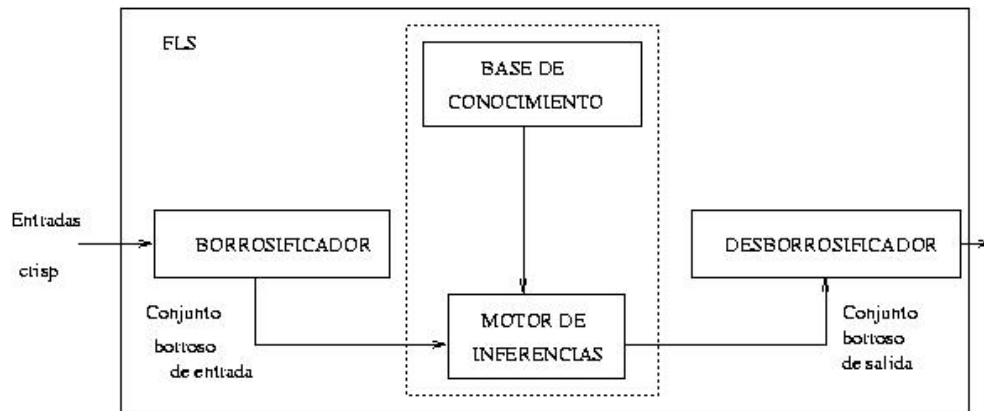 FLS
BASE DE
CONOCIMIENTO
Entradas
crisp
BORROSIFICADOR
DESBORROSIFICADOR
Conjunto
borroso
de entrada
MOTOR DE
INFERENCIAS
Conjunto
borroso
de salida